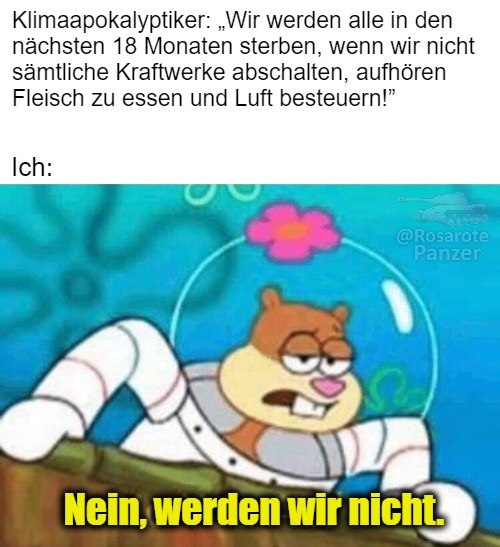 Klimaapokalyptiker: „Wir werden alle in den
nächsten 18 Monaten sterben, wenn wir nicht
sämtliche Kraftwerke abschalten, aufhören
Fleisch zu essen und Luft besteuern!”
Ich:
@Rosarote
Panzer
Nein, werden wir nicht.